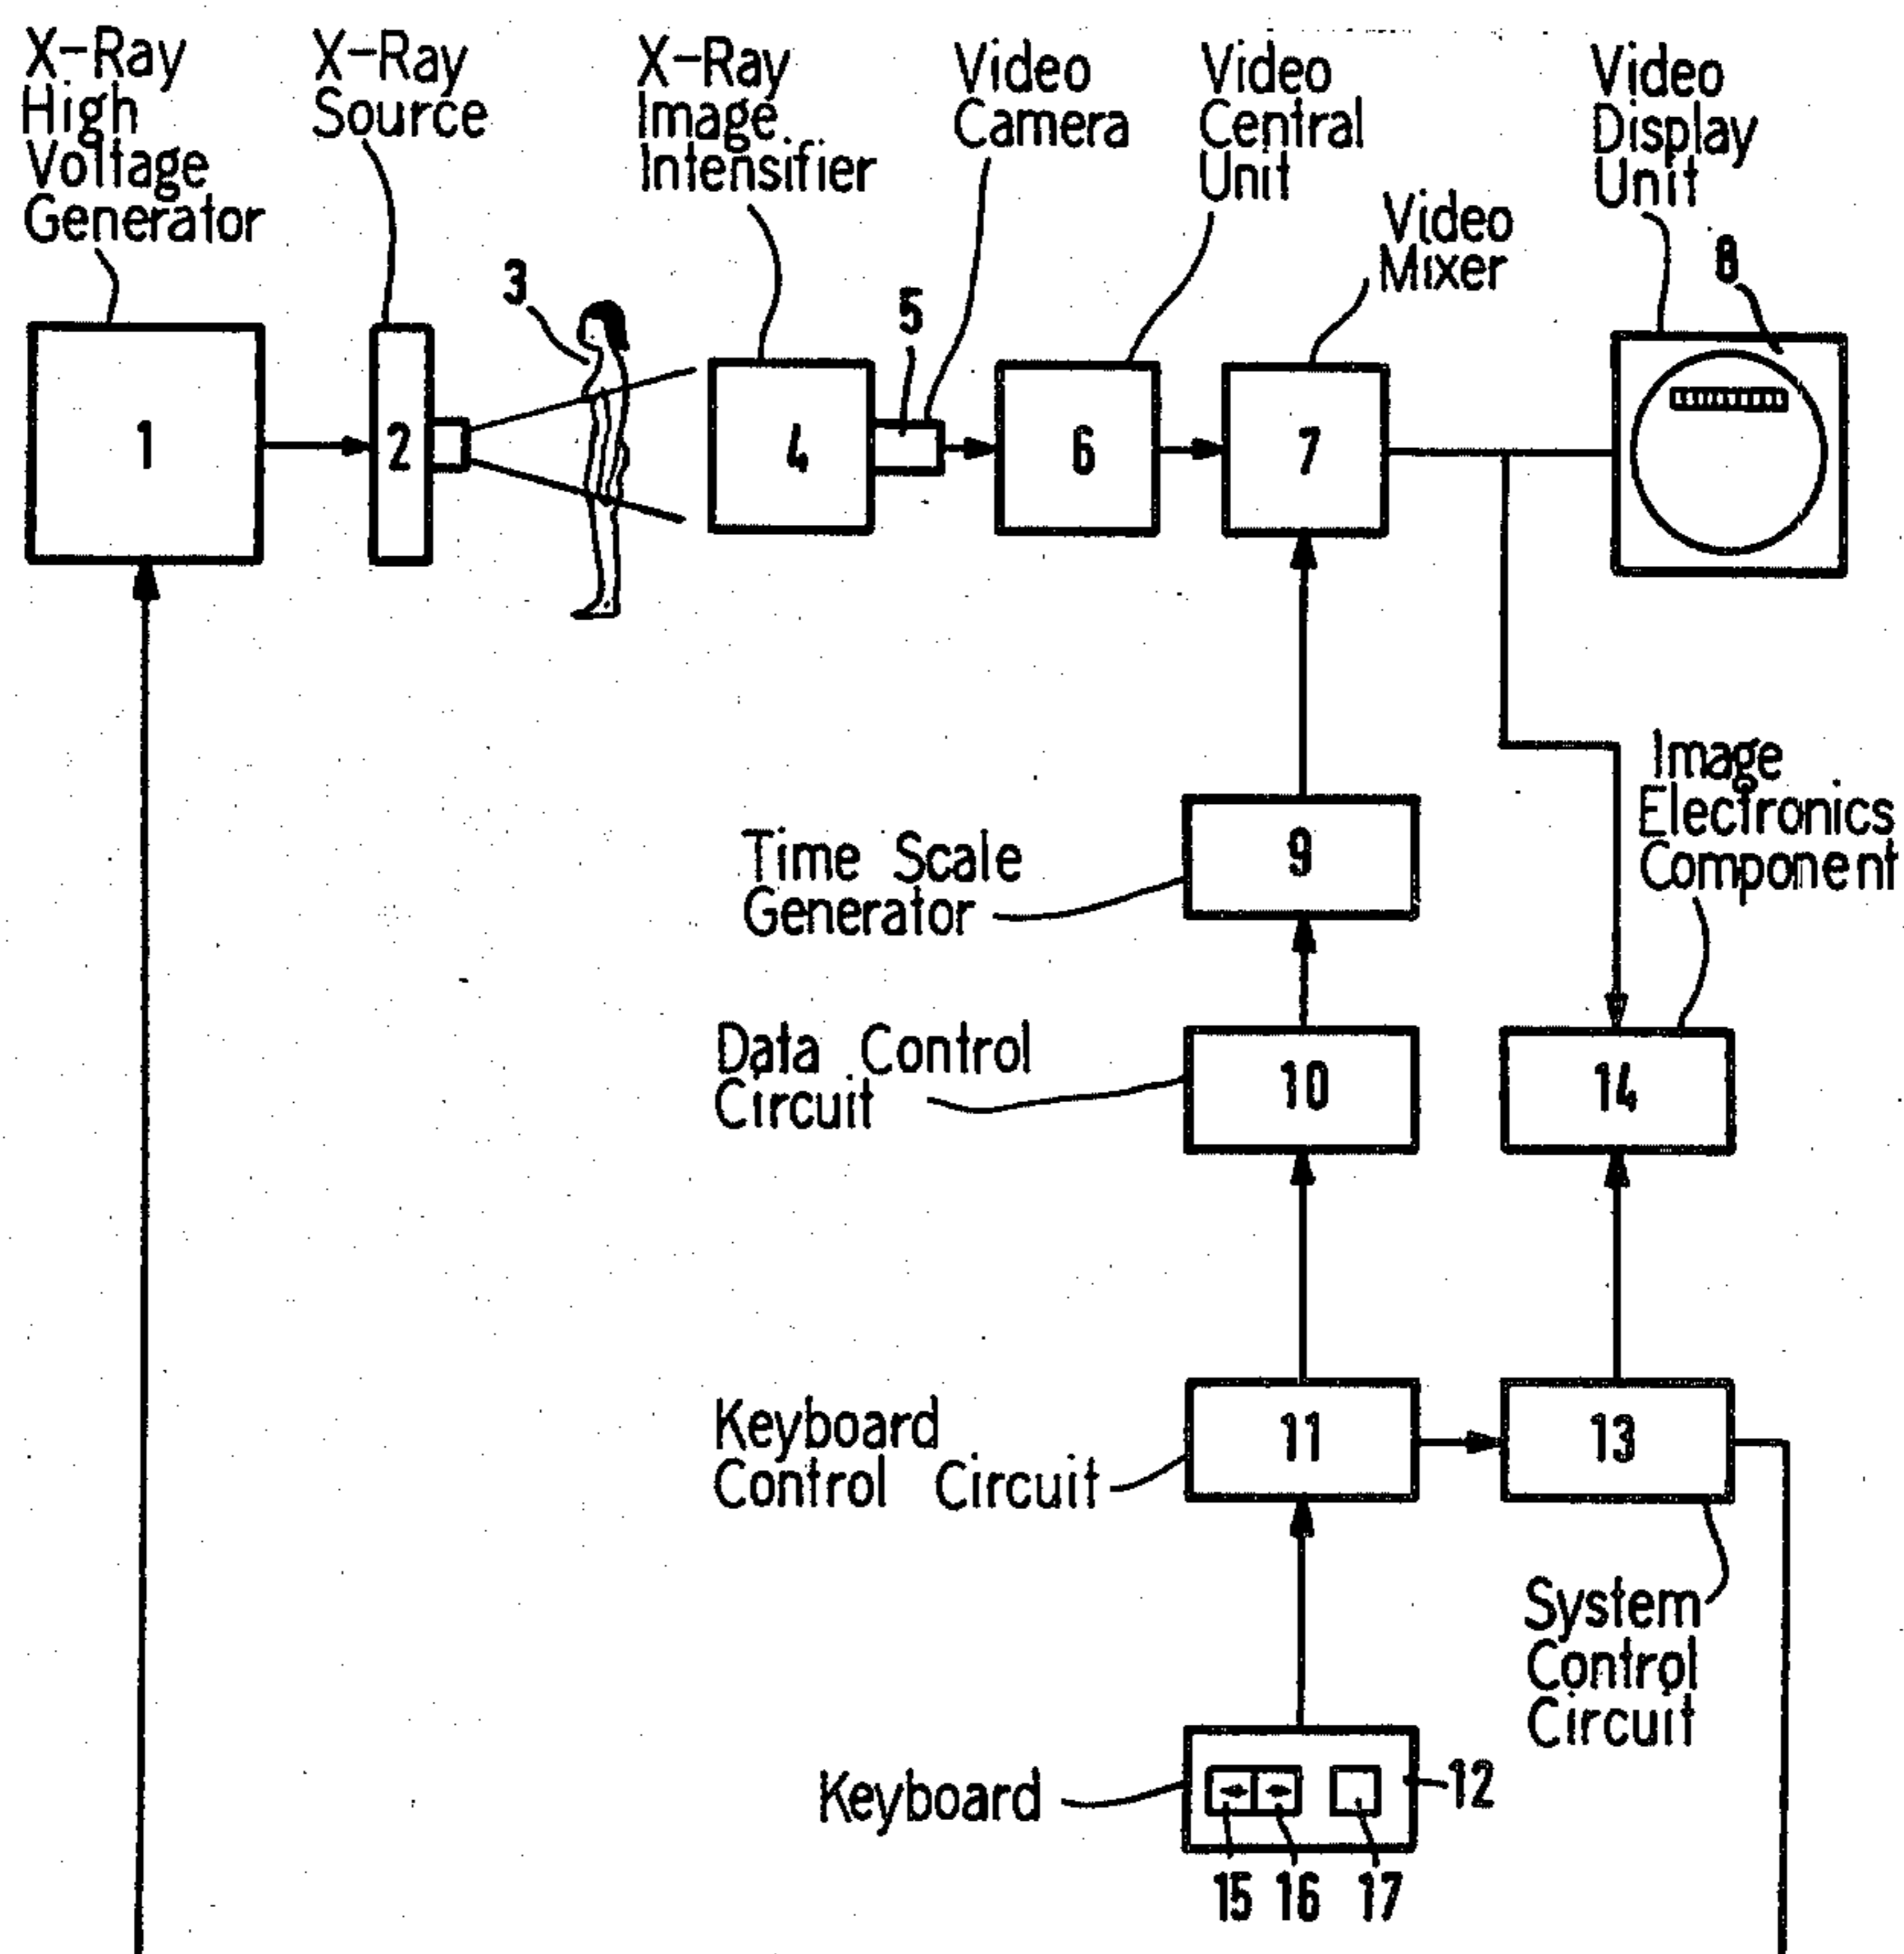 X-Ray
High
Voltage
Generator
X-Ray
Source
X-Ray
Image
Intensifier
Video
Camera
Video
Central
Unit
Video
Mixer
Video
Display
Unit
8
3
5
1
2
4
6
7
Time Scale
Generator
9
Image
Electronics
Component
Data Control
Circuit
10
14
Keyboard
Control Circuit
11
13
System
Control
Circuit
Keyboard
12
15 16 17